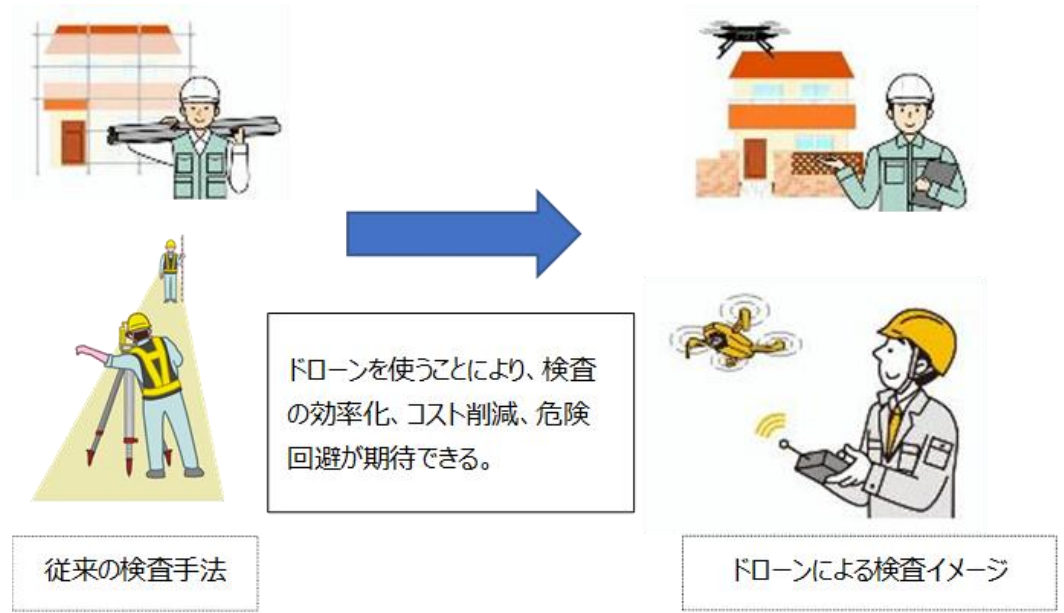 ドローンを使うことにより、検査
の効率化、コスト削減、危険
回避が期待できる。
従来の検査手法
ドローンによる検査イメージ